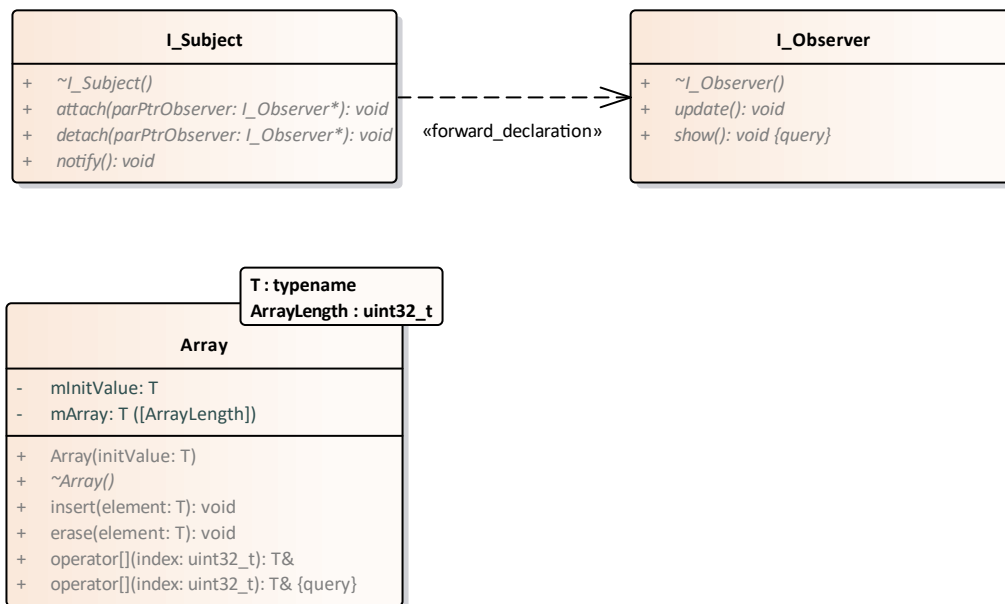 I_Subject
+ ~I_Subject()
+ attach(parPtrObserver: I_Observer*): void
+ detach(parPtrObserver: I_Observer*): void
+ notify(): void
«forward_declaration»
I_Observer
+ ~I_Observer()
+ update(): void
+ show(): void {query}
T : typename
ArrayLength : uint32_t
Array
- mInitValue: T
- mArray: T ([ArrayLength])
+ Array(initValue: T)
+ ~Array()
+ insert(element: T): void
+ erase(element: T): void
+ operator[](index: uint32_t): T&
+ operator[](index: uint32_t): T& {query}